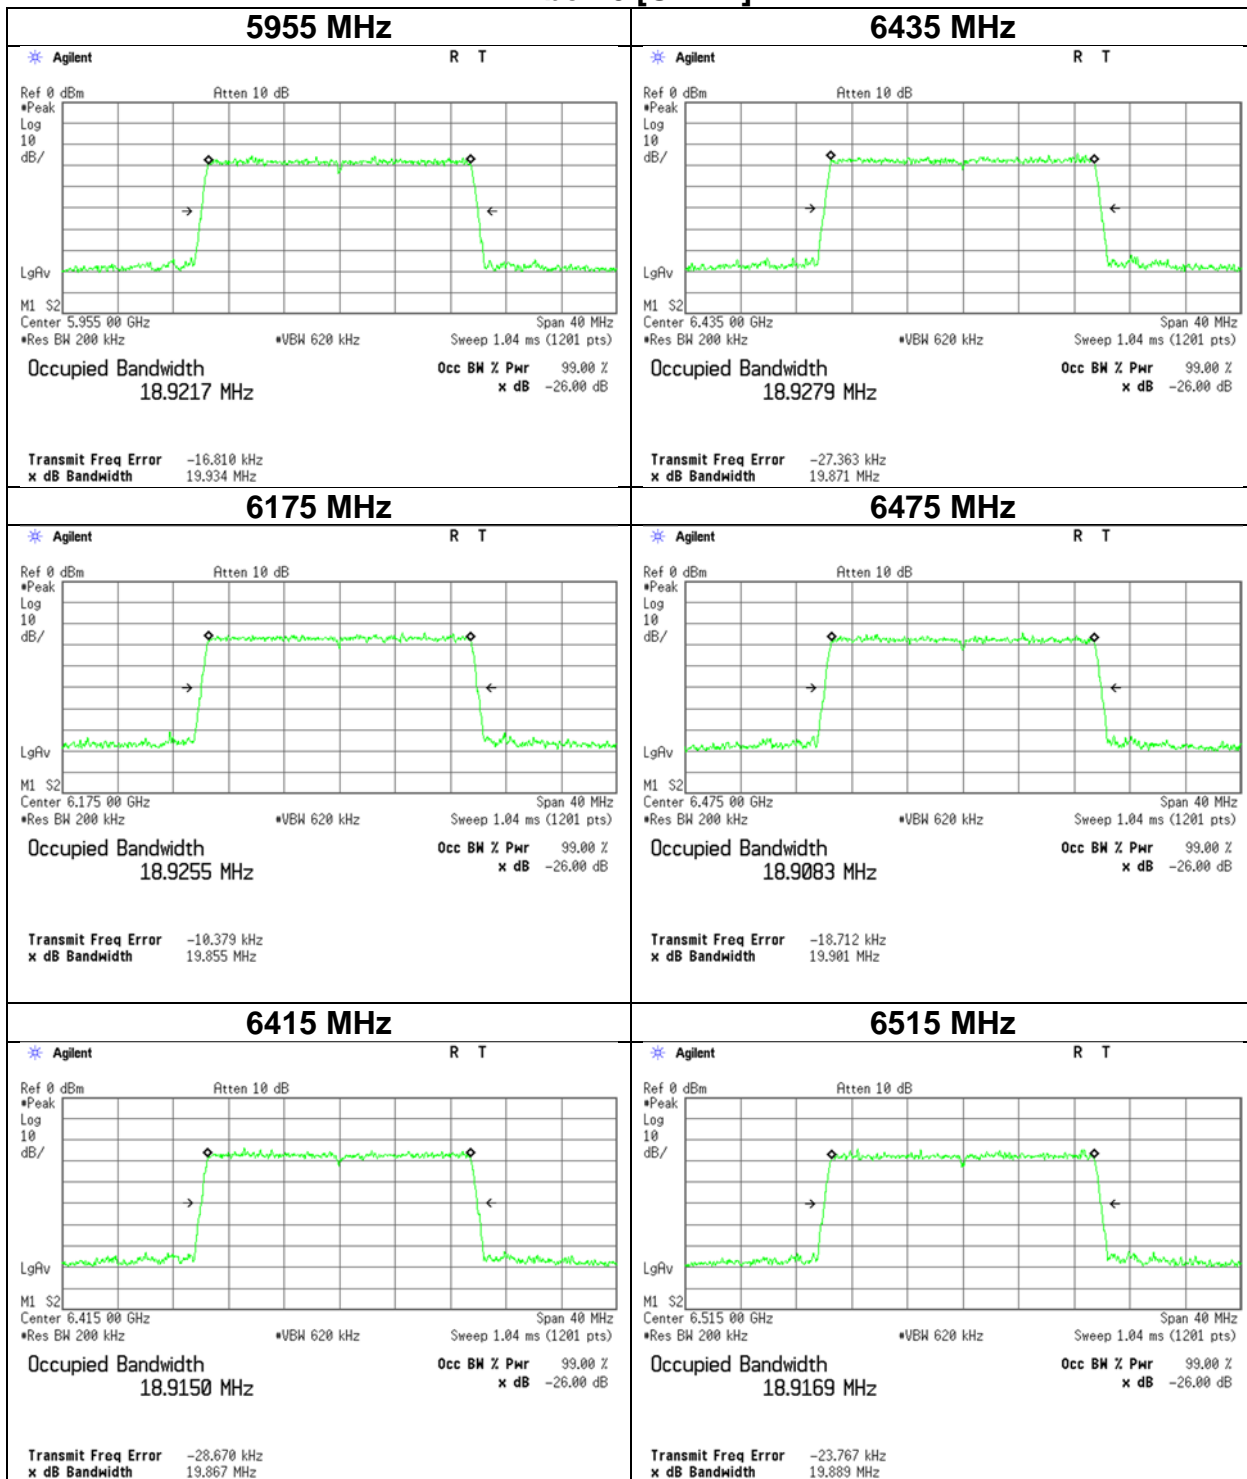 5955 MHz
Agilent R T
Ref 0 dBm Atten 10 dB
#Peak
Log
10
dB/
LgAv
M1 S2
Center 5.955 00 GHz Span 40 MHz
#Res BW 200 kHz #VBW 620 kHz Sweep 1.04 ms (1201 pts)
Occupied Bandwidth Occ BW % Pwr 99.00 %
18.9217 MHz x dB -26.00 dB
Transmit Freq Error -16.810 kHz
x dB Bandwidth 19.934 MHz
6435 MHz
Agilent R T
Ref 0 dBm Atten 10 dB
#Peak
Log
10
dB/
LgAv
M1 S2
Center 6.435 00 GHz Span 40 MHz
#Res BW 200 kHz #VBW 620 kHz Sweep 1.04 ms (1201 pts)
Occupied Bandwidth Occ BW % Pwr 99.00 %
18.9279 MHz x dB -26.00 dB
Transmit Freq Error -27.363 kHz
x dB Bandwidth 19.871 MHz
6175 MHz
Agilent R T
Ref 0 dBm Atten 10 dB
#Peak
Log
10
dB/
LgAv
M1 S2
Center 6.175 00 GHz Span 40 MHz
#Res BW 200 kHz #VBW 620 kHz Sweep 1.04 ms (1201 pts)
Occupied Bandwidth Occ BW % Pwr 99.00 %
18.9255 MHz x dB -26.00 dB
Transmit Freq Error -10.379 kHz
x dB Bandwidth 19.855 MHz
6475 MHz
Agilent R T
Ref 0 dBm Atten 10 dB
#Peak
Log
10
dB/
LgAv
M1 S2
Center 6.475 00 GHz Span 40 MHz
#Res BW 200 kHz #VBW 620 kHz Sweep 1.04 ms (1201 pts)
Occupied Bandwidth Occ BW % Pwr 99.00 %
18.9083 MHz x dB -26.00 dB
Transmit Freq Error -18.712 kHz
x dB Bandwidth 19.901 MHz
6415 MHz
Agilent R T
Ref 0 dBm Atten 10 dB
#Peak
Log
10
dB/
LgAv
M1 S2
Center 6.415 00 GHz Span 40 MHz
#Res BW 200 kHz #VBW 620 kHz Sweep 1.04 ms (1201 pts)
Occupied Bandwidth Occ BW % Pwr 99.00 %
18.9150 MHz x dB -26.00 dB
Transmit Freq Error -28.670 kHz
x dB Bandwidth 19.867 MHz
6515 MHz
Agilent R T
Ref 0 dBm Atten 10 dB
#Peak
Log
10
dB/
LgAv
M1 S2
Center 6.515 00 GHz Span 40 MHz
#Res BW 200 kHz #VBW 620 kHz Sweep 1.04 ms (1201 pts)
Occupied Bandwidth Occ BW % Pwr 99.00 %
18.9169 MHz x dB -26.00 dB
Transmit Freq Error -23.767 kHz
x dB Bandwidth 19.889 MHz